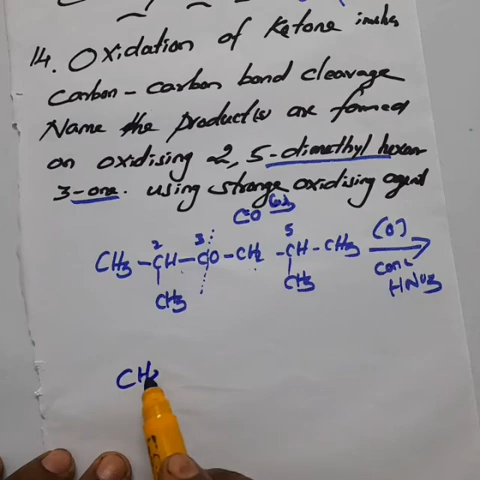 14. Oxidation of Ketone involves
Carbon - carbon bond cleavage
Name the products are formed
on oxidising 2, 5-dimethyl hexan
3-one. using strong oxidising agent
C=O
CH3 - CH - CO - CH2 - CH - CH3 [O]
2 3 5
CH3 CH3 conc
HNO3
CH3